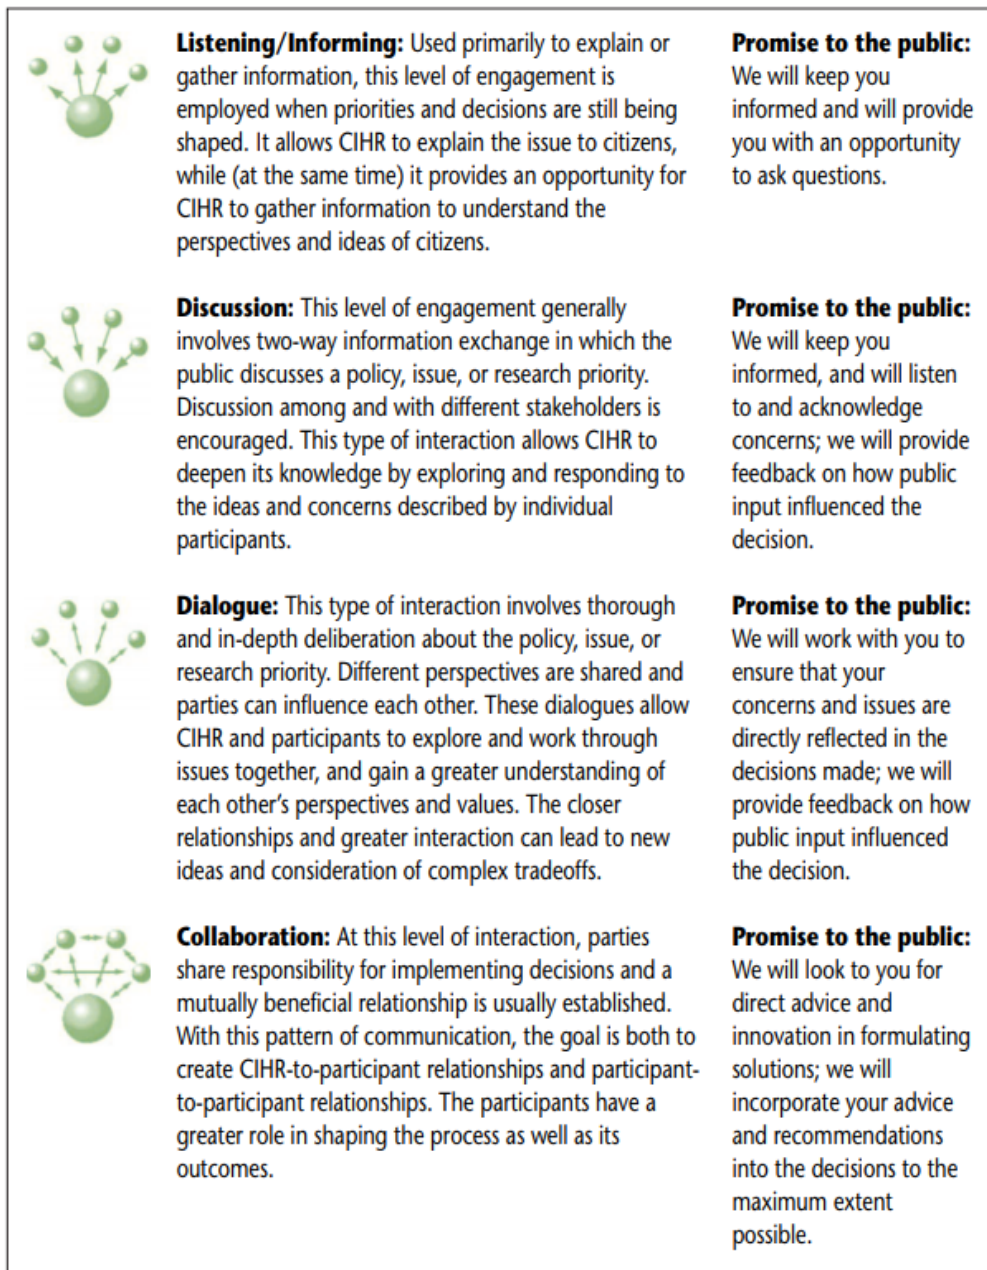 Listening/Informing: Used primarily to explain or
gather information, this level of engagement is
employed when priorities and decisions are still being
shaped. It allows CIHR to explain the issue to citizens,
while (at the same time) it provides an opportunity for
CIHR to gather information to understand the
perspectives and ideas of citizens.
Promise to the public:
We will keep you
informed and will provide
you with an opportunity
to ask questions.
Discussion: This level of engagement generally
involves two-way information exchange in which the
public discusses a policy, issue, or research priority.
Discussion among and with different stakeholders is
encouraged. This type of interaction allows CIHR to
deepen its knowledge by exploring and responding to
the ideas and concerns described by individual
participants.
Promise to the public:
We will keep you
informed, and will listen
to and acknowledge
concerns; we will provide
feedback on how public
input influenced the
decision.
Dialogue: This type of interaction involves thorough
and in-depth deliberation about the policy, issue, or
research priority. Different perspectives are shared and
parties can influence each other. These dialogues allow
CIHR and participants to explore and work through
issues together, and gain a greater understanding of
each other’s perspectives and values. The closer
relationships and greater interaction can lead to new
ideas and consideration of complex tradeoffs.
Promise to the public:
We will work with you to
ensure that your
concerns and issues are
directly reflected in the
decisions made; we will
provide feedback on how
public input influenced
the decision.
Collaboration: At this level of interaction, parties
share responsibility for implementing decisions and a
mutually beneficial relationship is usually established.
With this pattern of communication, the goal is both to
create CIHR-to-participant relationships and participant-
to-participant relationships. The participants have a
greater role in shaping the process as well as its
outcomes.
Promise to the public:
We will look to you for
direct advice and
innovation in formulating
solutions; we will
incorporate your advice
and recommendations
into the decisions to the
maximum extent
possible.